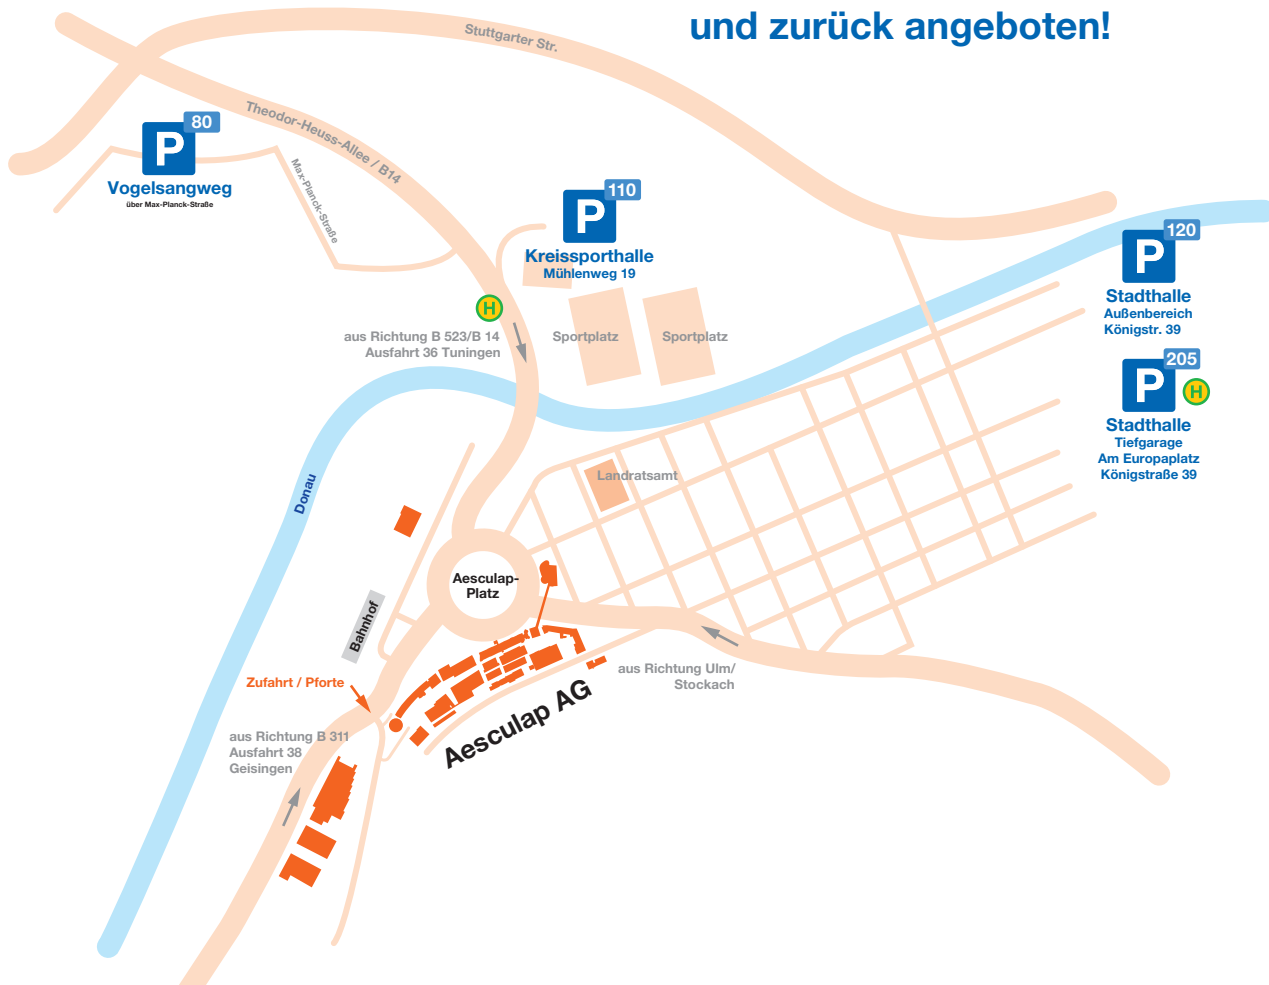 und zurück angeboten!
Stuttgarter Str.
Theodor-Heuss-Allee / B14
P 80
Vogelsangweg
über Max-Planck-Straße
Max-Planck-Straße
P 110
Kreissporthalle
Mühlenweg 19
P 120
Stadthalle
Außenbereich
Königstr. 39
H
aus Richtung B 523/B 14
Ausfahrt 36 Tuningen
Sportplatz
Sportplatz
P 205
H
Stadthalle
Tiefgarage
Am Europaplatz
Königstraße 39
Landratsamt
Donau
Aesculap-
Platz
Bahnhof
Zufahrt / Pforte
aus Richtung Ulm/
Stockach
Aesculap AG
aus Richtung B 311
Ausfahrt 38
Geisingen